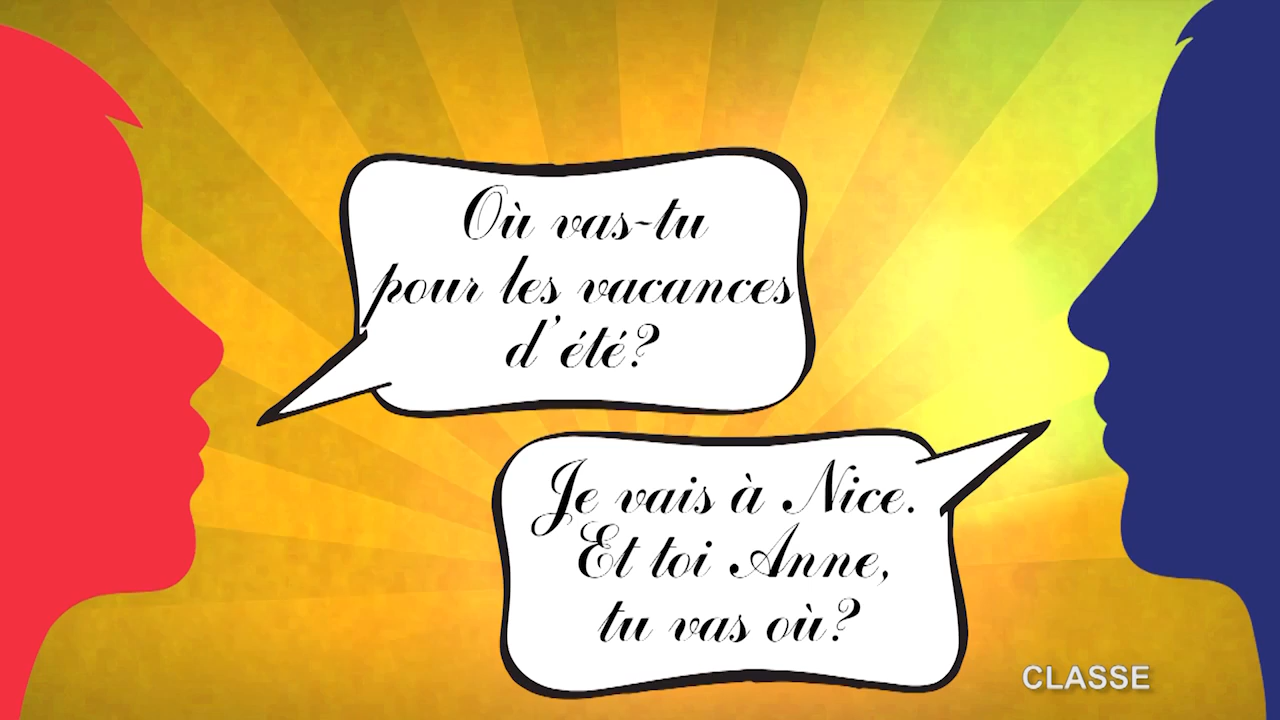 Où vas-tu
pour les vacances
d'été?
Je vais à Nice.
Et toi Anne,
tu vas où?
CLASSE